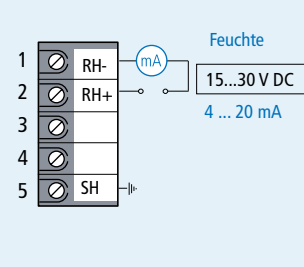 Feuchte
1 RH- mA
15...30 V DC
2 RH+
4 ... 20 mA
3
4
5 SH